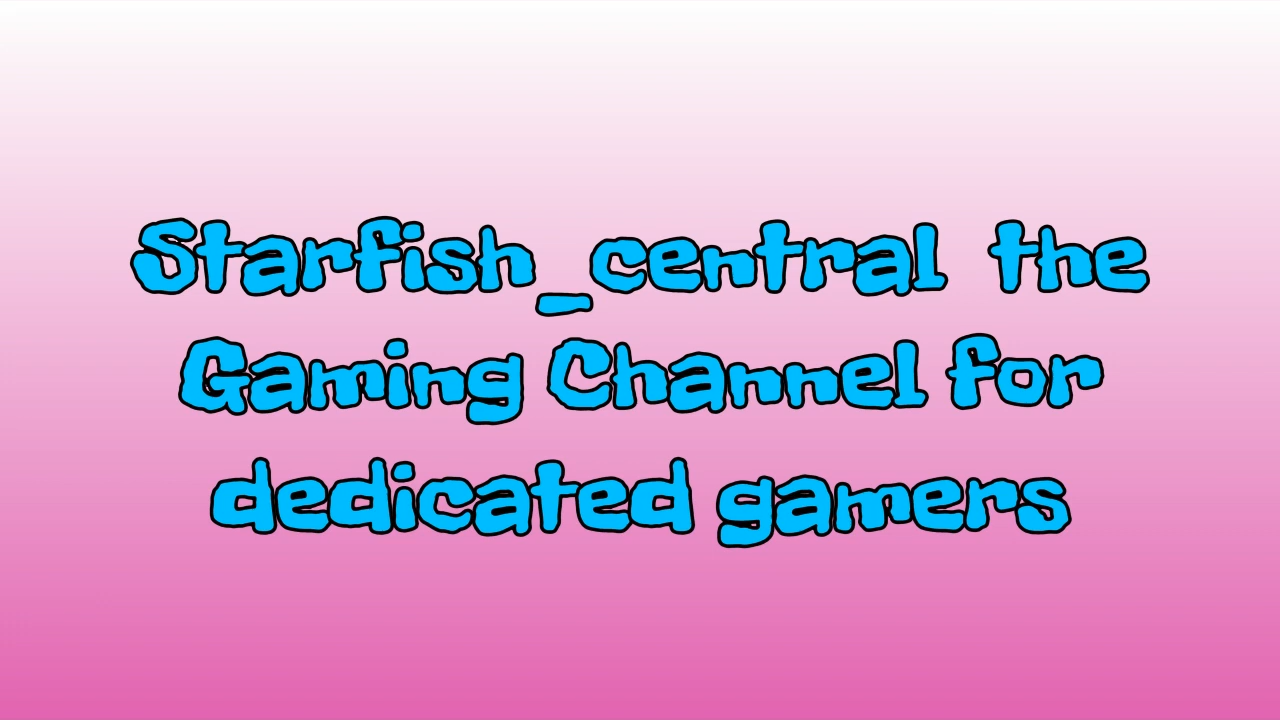 Starfish_central  the
Gaming Channel for
dedicated gamers